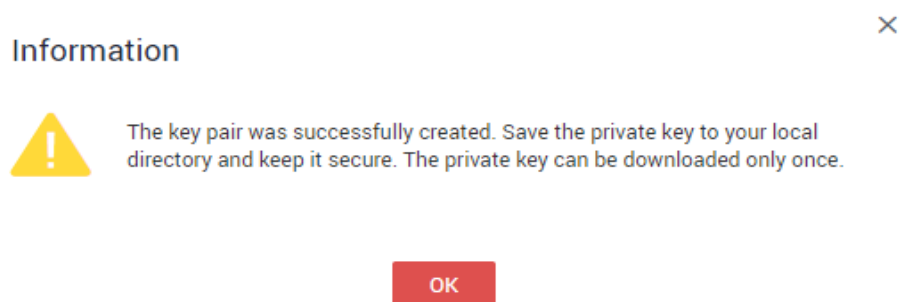 Information
The key pair was successfully created. Save the private key to your local
directory and keep it secure. The private key can be downloaded only once.
OK